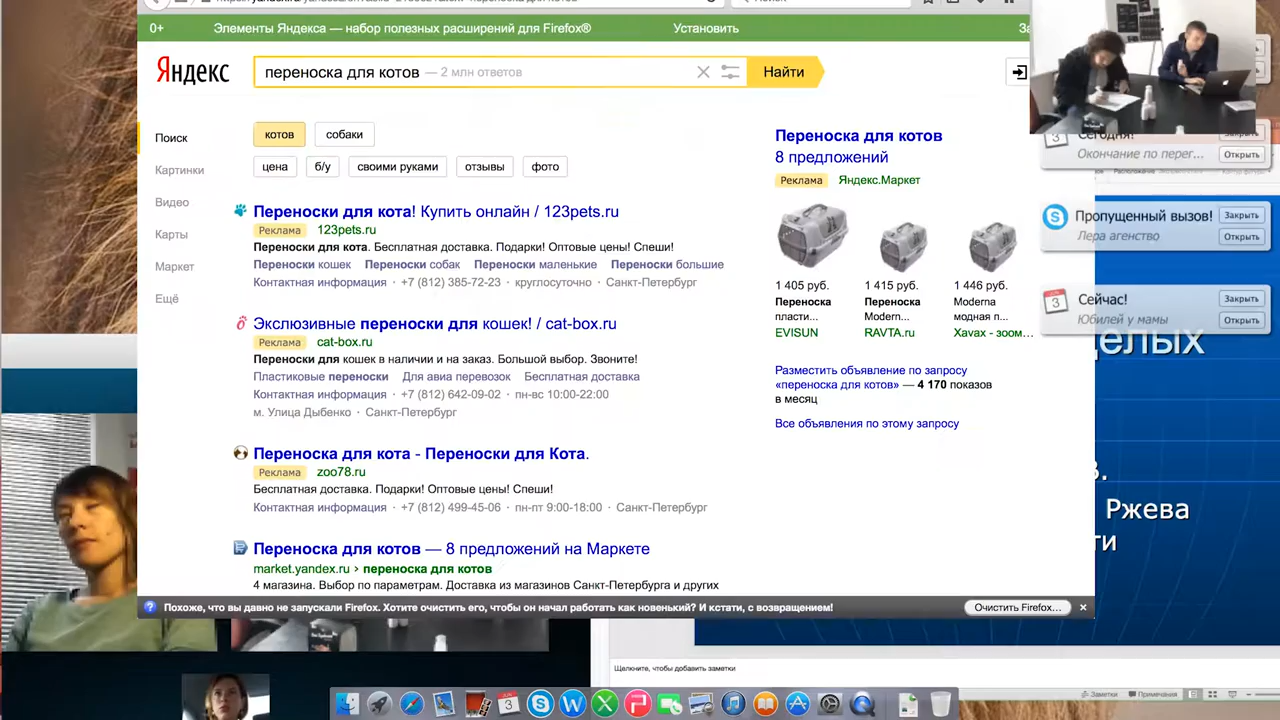 0+ Элементы Яндекса — набор полезных расширений для Firefox® Установить
Яндекс
переноска для котов — 2 млн ответов
Найти
Поиск
Картинки
Видео
Карты
Маркет
Ещё
котов собаки
цена б/у своими руками отзывы фото
Переноски для кота! Купить онлайн / 123pets.ru
Реклама 123pets.ru
Переноски для кота. Бесплатная доставка. Подарки! Оптовые цены! Спеши!
Переноски кошек Переноски собак Переноски маленькие Переноски большие
Контактная информация · +7 (812) 385-72-23 · круглосуточно · Санкт-Петербург
Эксклюзивные переноски для кошек! / cat-box.ru
Реклама cat-box.ru
Переноски для кошек в наличии и на заказ. Большой выбор. Звоните!
Пластиковые переноски Для авиа перевозок Бесплатная доставка
Контактная информация · +7 (812) 642-09-02 · пн-вс 10:00-22:00
м. Улица Дыбенко · Санкт-Петербург
Переноска для кота - Переноски для Кота.
Реклама zoo78.ru
Бесплатная доставка. Подарки! Оптовые цены! Спеши!
Контактная информация · +7 (812) 499-45-06 · пн-пт 9:00-18:00 · Санкт-Петербург
Переноска для котов — 8 предложений на Маркете
market.yandex.ru › переноска для котов
4 магазина. Выбор по параметрам. Доставка из магазинов Санкт-Петербурга и других
Переноска для котов
8 предложений
Реклама Яндекс.Маркет
1 405 руб. 1 415 руб. 1 446 руб.
Переноска Переноска Moderna
пласти... Modern... модная п...
EVISUN RAVTA.ru Xavax - зоом…
Разместить объявление по запросу
«переноска для котов» — 4 170 показов
в месяц
Все объявления по этому запросу
Сегодня! Закрыть
Окончание по перег... Открыть
Пропущенный вызов! Закрыть
Лера агенство Открыть
Сейчас! Закрыть
Юбилей у мамы Открыть
елых
в.
Ржева
ти
Похоже, что вы давно не запускали Firefox. Хотите очистить его, чтобы он начал работать как новенький? И кстати, с возвращением! Очистить Firefox…
Щелкните, чтобы добавить заметки
Заметки Примечания